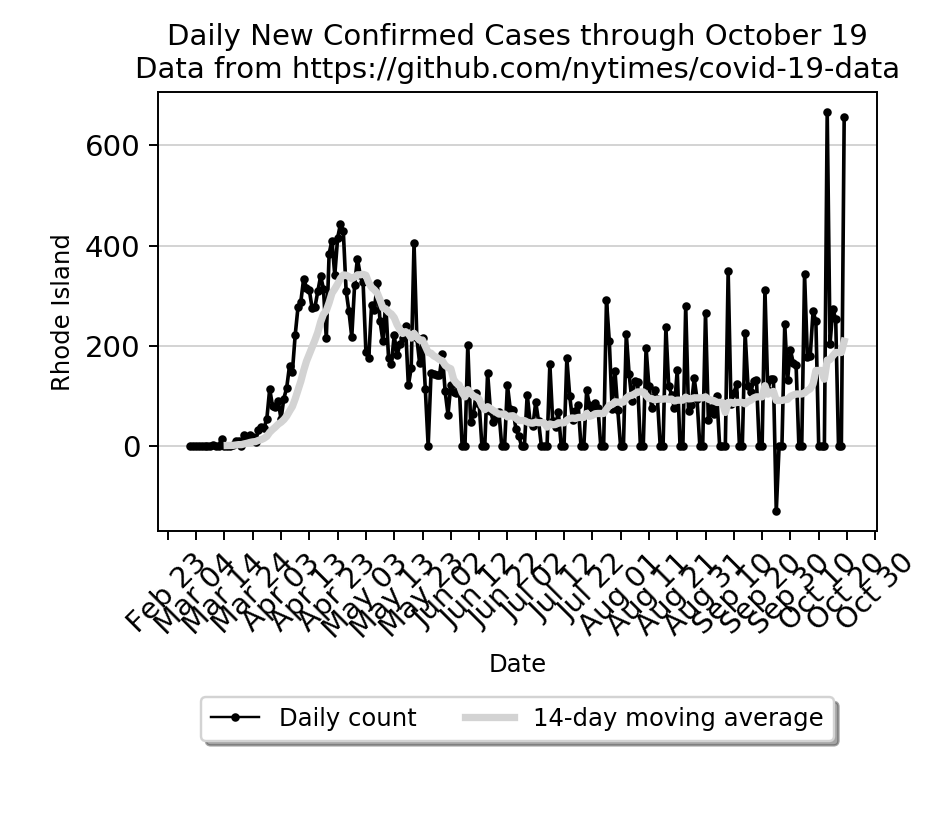 Daily New Confirmed Cases through October 19
Data from https://github.com/nytimes/covid-19-data
600
400
200
0
Rhode Island
Feb 23
Mar 04
Mar 14
Mar 24
Apr 03
Apr 13
Apr 23
May 03
May 13
May 23
Jun 02
Jun 12
Jun 22
Jul 02
Jul 12
Jul 22
Aug 01
Aug 11
Aug 21
Aug 31
Sep 10
Sep 20
Sep 30
Oct 10
Oct 20
Oct 30
Date
Daily count
14-day moving average